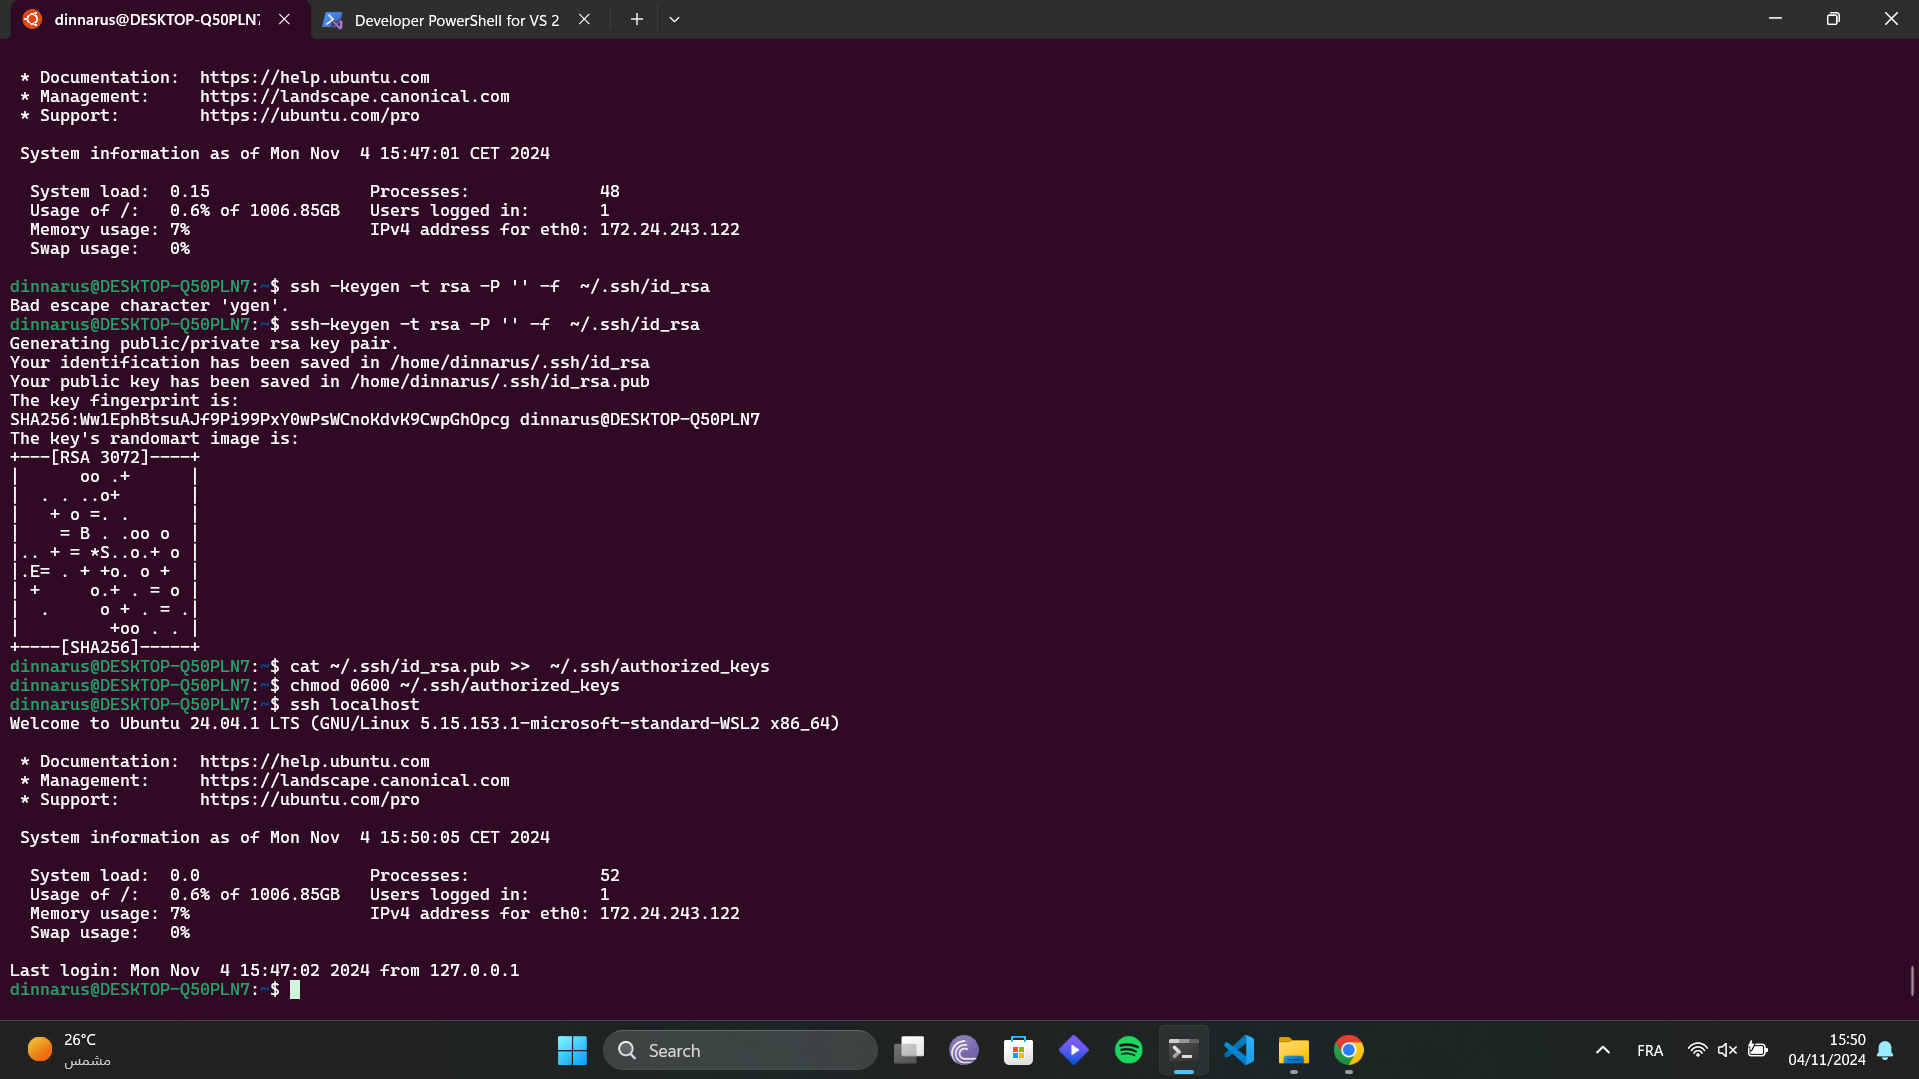 dinnarus@DESKTOP-Q50PLN7
Developer PowerShell for VS 2
* Documentation:  https://help.ubuntu.com
* Management:     https://landscape.canonical.com
* Support:        https://ubuntu.com/pro
System information as of Mon Nov  4 15:47:01 CET 2024
System load:  0.15                Processes:             48
Usage of /:   0.6% of 1006.85GB   Users logged in:       1
Memory usage: 7%                  IPv4 address for eth0: 172.24.243.122
Swap usage:   0%
dinnarus@DESKTOP-Q50PLN7:~$ ssh -keygen -t rsa -P '' -f  ~/.ssh/id_rsa
Bad escape character 'ygen'.
dinnarus@DESKTOP-Q50PLN7:~$ ssh-keygen -t rsa -P '' -f  ~/.ssh/id_rsa
Generating public/private rsa key pair.
Your identification has been saved in /home/dinnarus/.ssh/id_rsa
Your public key has been saved in /home/dinnarus/.ssh/id_rsa.pub
The key fingerprint is:
SHA256:Ww1EphBtsuAJf9Pi99PxY0wPsWCnoKdvK9CwpGhOpcg dinnarus@DESKTOP-Q50PLN7
The key's randomart image is:
+---[RSA 3072]----+
|      oo .+      |
|  . . ..o+       |
|   + o =. .      |
|    = B . .oo o  |
|.. + = *S..o.+ o |
|.E= . + +o. o +  |
| +     o.+ . = o |
|  .     o + . = .|
|         +oo . . |
+----[SHA256]-----+
dinnarus@DESKTOP-Q50PLN7:~$ cat ~/.ssh/id_rsa.pub >>  ~/.ssh/authorized_keys
dinnarus@DESKTOP-Q50PLN7:~$ chmod 0600 ~/.ssh/authorized_keys
dinnarus@DESKTOP-Q50PLN7:~$ ssh localhost
Welcome to Ubuntu 24.04.1 LTS (GNU/Linux 5.15.153.1-microsoft-standard-WSL2 x86_64)
* Documentation:  https://help.ubuntu.com
* Management:     https://landscape.canonical.com
* Support:        https://ubuntu.com/pro
System information as of Mon Nov  4 15:50:05 CET 2024
System load:  0.0                 Processes:             52
Usage of /:   0.6% of 1006.85GB   Users logged in:       1
Memory usage: 7%                  IPv4 address for eth0: 172.24.243.122
Swap usage:   0%
Last login: Mon Nov  4 15:47:02 2024 from 127.0.0.1
dinnarus@DESKTOP-Q50PLN7:~$
26°C
مشمس
Search
FRA
15:50
04/11/2024